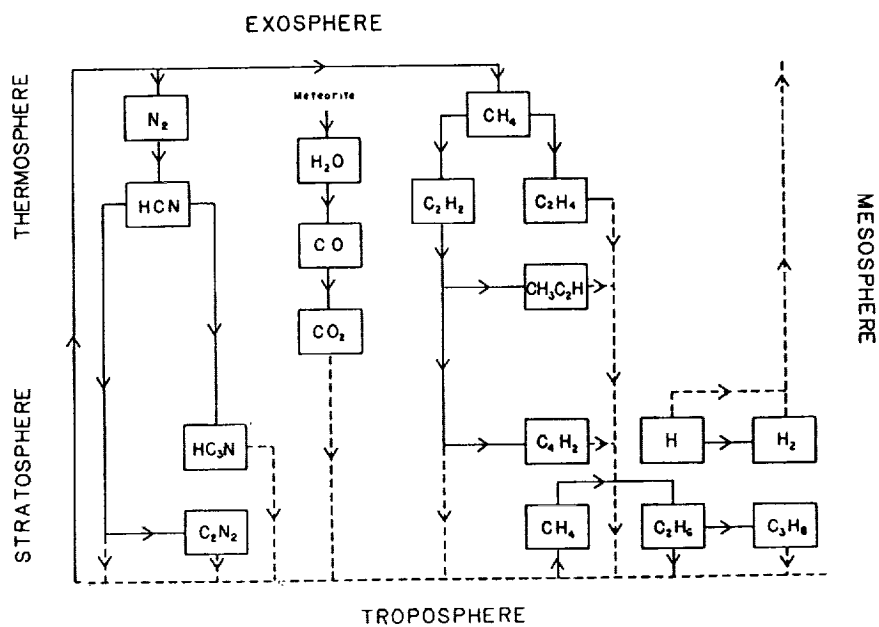 EXOSPHERE
THERMOSPHERE
STRATOSPHERE
MESOSPHERE
TROPOSPHERE
Meteorite
N₂
HCN
HC₃N
C₂N₂
H₂O
CO
CO₂
CH₄
C₂H₂
C₂H₄
CH₃C₂H
C₄H₂
CH₄
C₂H₆
C₃H₈
H
H₂